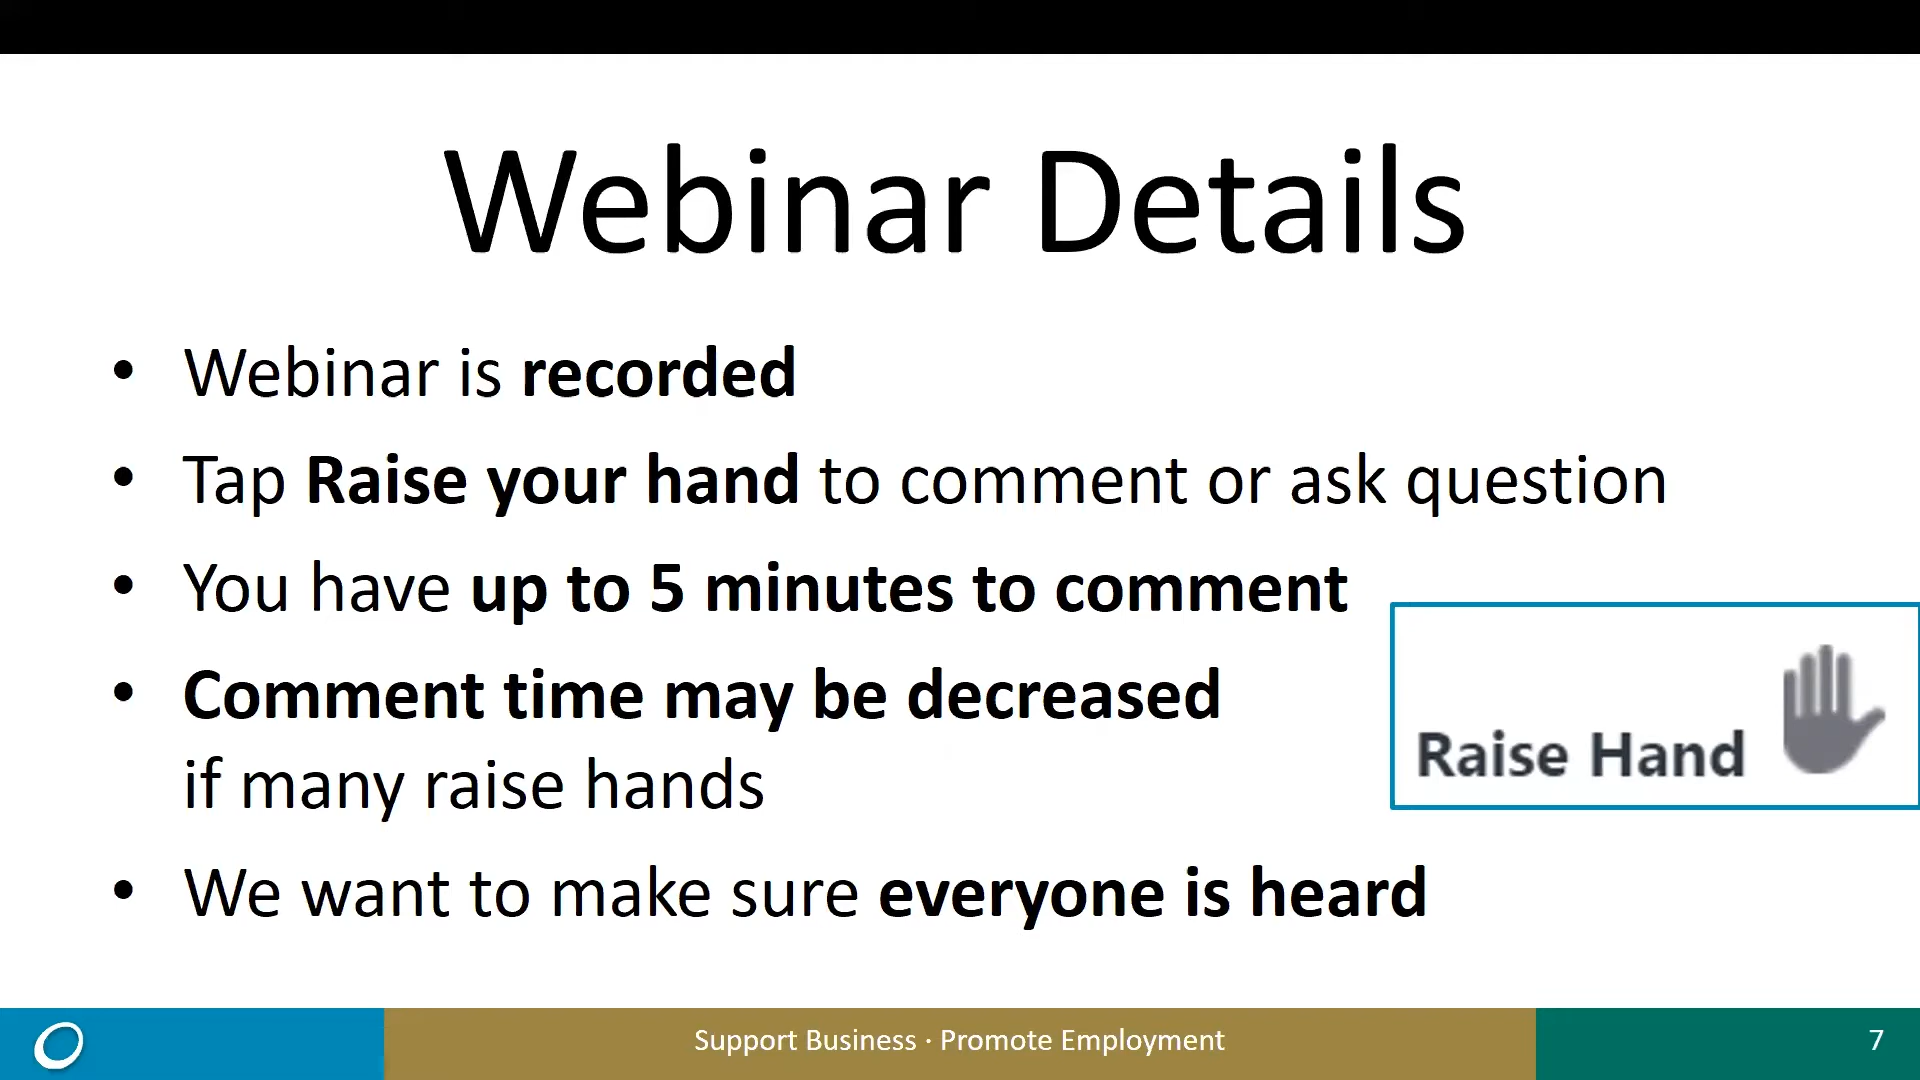 Webinar Details
• Webinar is recorded
• Tap Raise your hand to comment or ask question
• You have up to 5 minutes to comment
• Comment time may be decreased
if many raise hands
Raise Hand
• We want to make sure everyone is heard
Support Business · Promote Employment
7